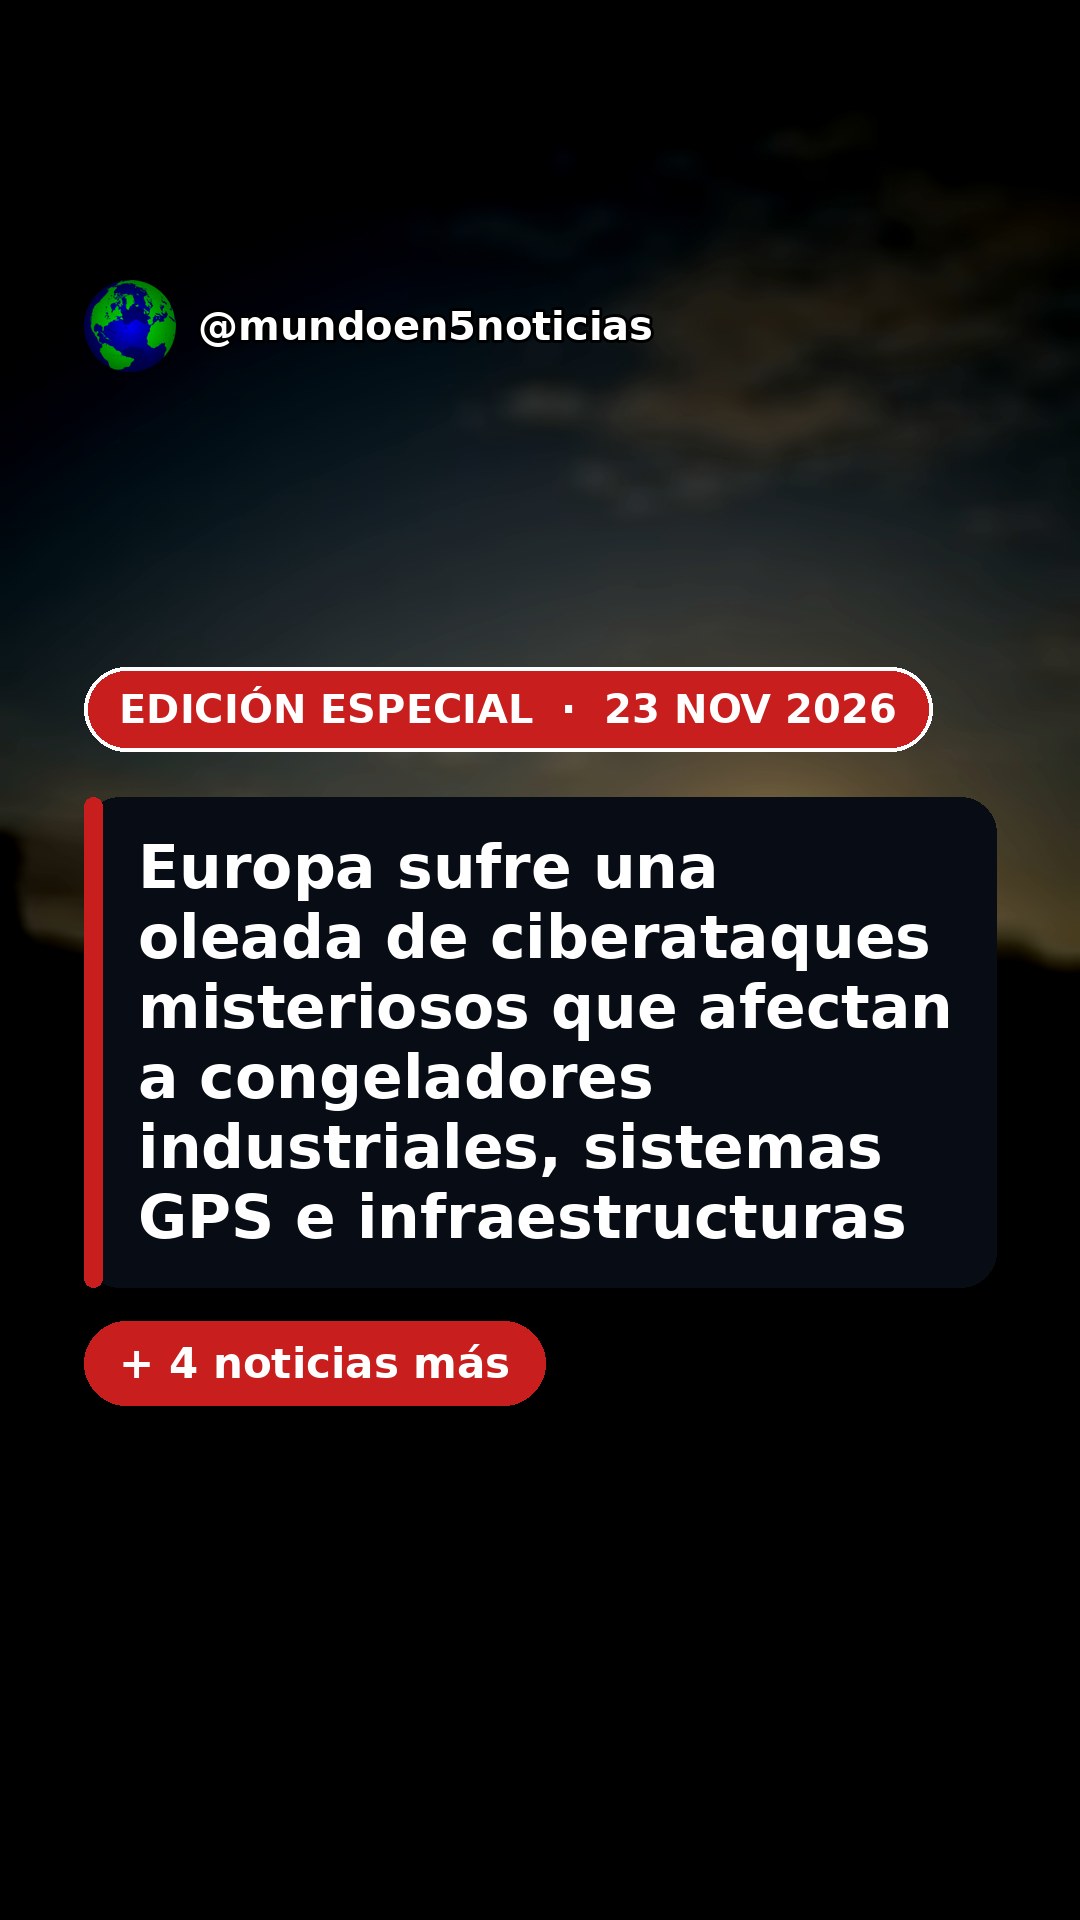 @mundoen5noticias
EDICIÓN ESPECIAL · 23 NOV 2026
Europa sufre una
oleada de ciberataques
misteriosos que afectan
a congeladores
industriales, sistemas
GPS e infraestructuras
+ 4 noticias más